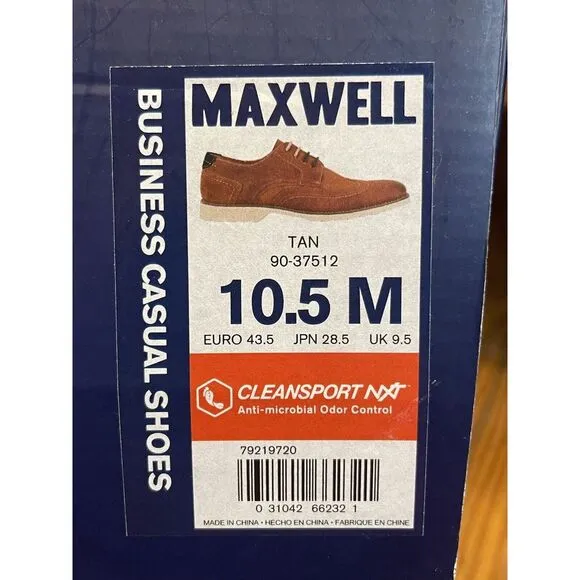 BUSINESS CASUAL SHOES
MAXWELL
TAN
90-37512
10.5 M
EURO 43.5 JPN 28.5 UK 9.5
CLEANSPORT NXT
Anti-microbial Odor Control
79219720
0 31042 66232 1
MADE IN CHINA • HECHO EN CHINA • FABRIQUE EN CHINE